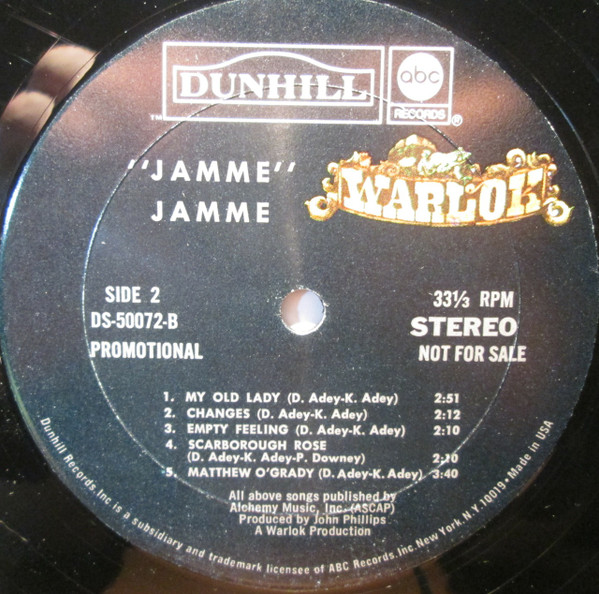 DUNHILL
abc
RECORDS
TM
®
"JAMME"
JAMME
WARLOK
SIDE 2
DS-50072-B
PROMOTIONAL
33⅓ RPM
STEREO
NOT FOR SALE
1. MY OLD LADY (D. Adey-K. Adey) 2:51
2. CHANGES (D. Adey-K. Adey) 2:12
3. EMPTY FEELING (D. Adey-K. Adey) 2:10
4. SCARBOROUGH ROSE
(D. Adey-K. Adey-P. Downey) 2:10
5. MATTHEW O'GRADY (D. Adey-K. Adey) 3:40
All above songs published by
Alchemy Music, Inc. (ASCAP)
Produced by John Phillips
A Warlok Production
Dunhill Records, Inc is a subsidiary and trademark licensee of ABC Records, Inc. New York, N.Y. 10019 • Made in USA